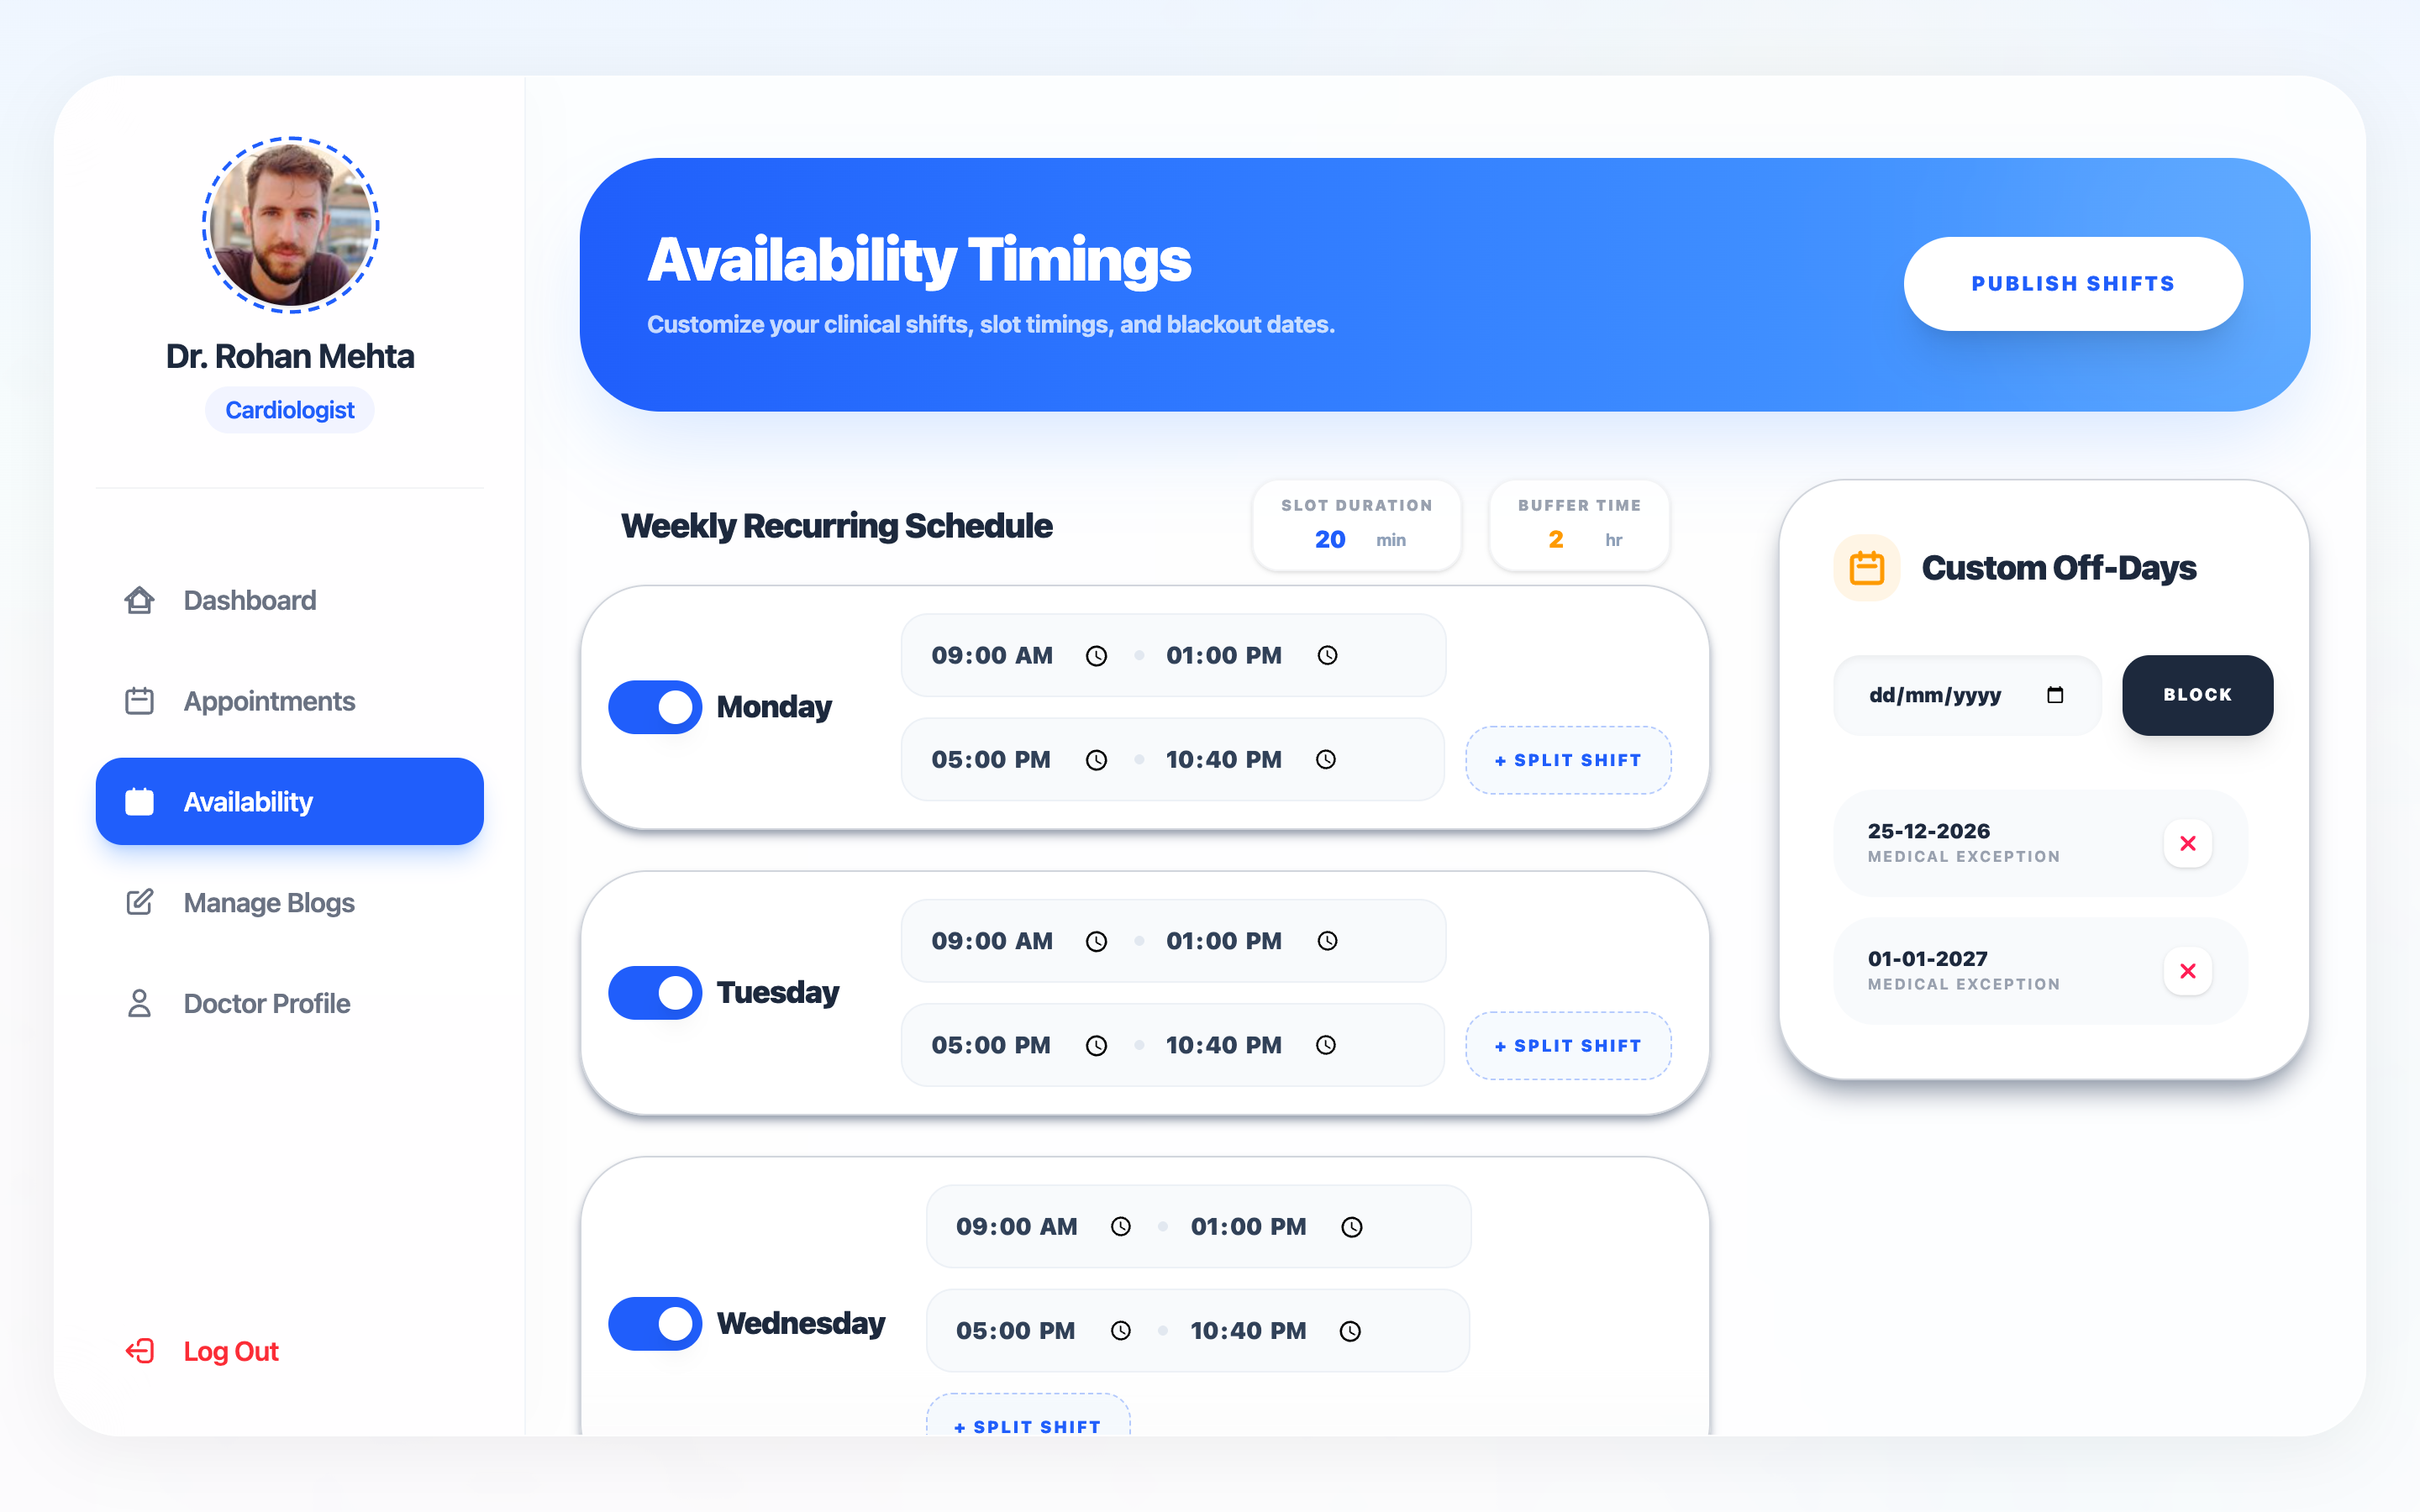 Dr. Rohan Mehta
Cardiologist
Dashboard
Appointments
Availability
Manage Blogs
Doctor Profile
Log Out
Availability Timings
Customize your clinical shifts, slot timings, and blackout dates.
PUBLISH SHIFTS
Weekly Recurring Schedule
SLOT DURATION
20 min
BUFFER TIME
2 hr
Monday
09:00 AM 01:00 PM
05:00 PM 10:40 PM
+ SPLIT SHIFT
Tuesday
09:00 AM 01:00 PM
05:00 PM 10:40 PM
+ SPLIT SHIFT
Wednesday
09:00 AM 01:00 PM
05:00 PM 10:40 PM
+ SPLIT SHIFT
Custom Off-Days
dd/mm/yyyy
BLOCK
25-12-2026
MEDICAL EXCEPTION
01-01-2027
MEDICAL EXCEPTION